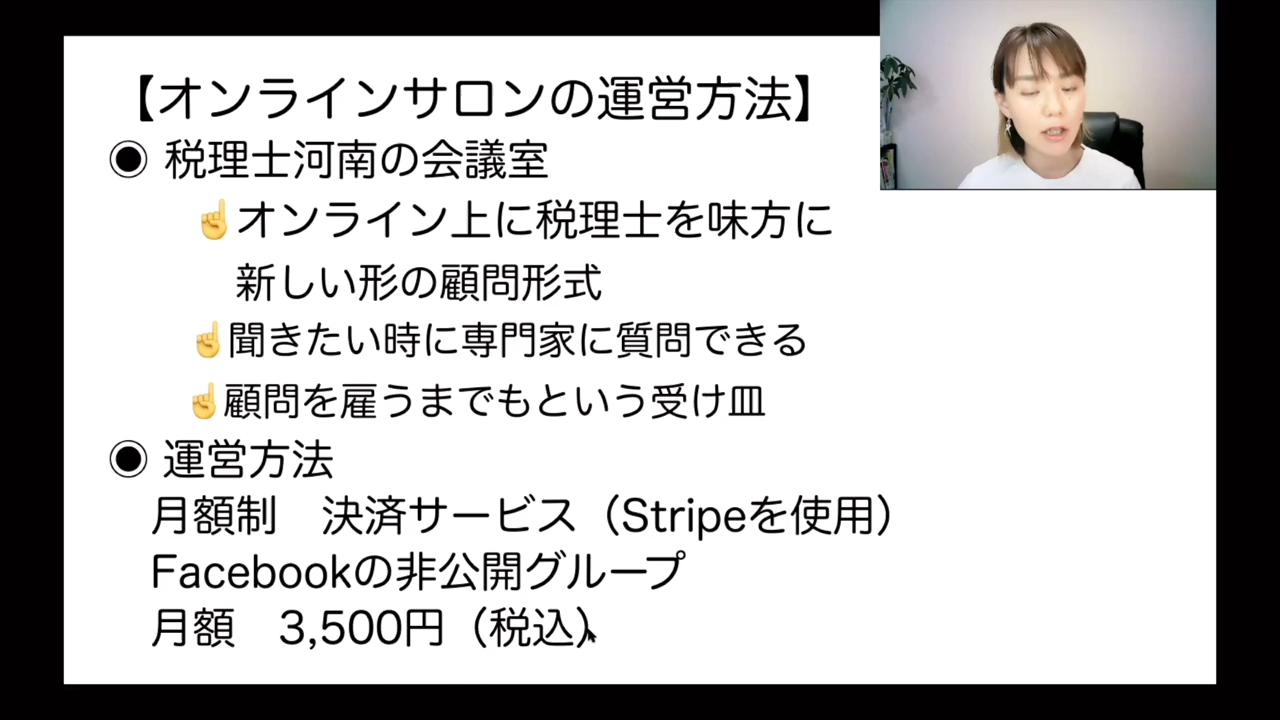 【オンラインサロンの運営方法】
◉ 税理士河南の会議室
☝オンライン上に税理士を味方に
新しい形の顧問形式
☝聞きたい時に専門家に質問できる
☝顧問を雇うまでもという受け皿
◉ 運営方法
月額制　決済サービス（Stripeを使用）
Facebookの非公開グループ
月額　3,500円（税込）